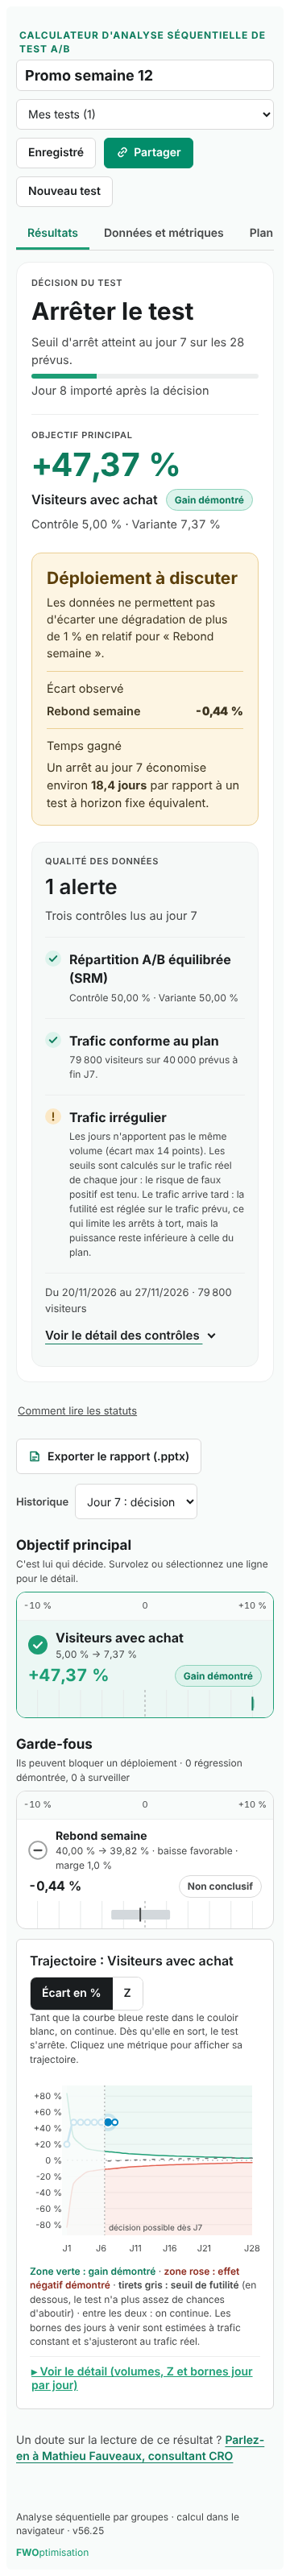 CALCULATEUR D'ANALYSE SÉQUENTIELLE DE
TEST A/B
Promo semaine 12
Mes tests (1)
Enregistré
Partager
Nouveau test
Résultats
Données et métriques
Plan
DÉCISION DU TEST
Arrêter le test
Seuil d'arrêt atteint au jour 7 sur les 28
prévus.
Jour 8 importé après la décision
OBJECTIF PRINCIPAL
+47,37 %
Visiteurs avec achat
Gain démontré
Contrôle 5,00 % · Variante 7,37 %
Déploiement à discuter
Les données ne permettent pas
d'écarter une dégradation de plus
de 1 % en relatif pour « Rebond
semaine ».
Écart observé
Rebond semaine
-0,44 %
Temps gagné
Un arrêt au jour 7 économise
environ 18,4 jours par rapport à un
test à horizon fixe équivalent.
QUALITÉ DES DONNÉES
1 alerte
Trois contrôles lus au jour 7
Répartition A/B équilibrée
(SRM)
Contrôle 50,00 % · Variante 50,00 %
Trafic conforme au plan
79 800 visiteurs sur 40 000 prévus à
fin J7.
Trafic irrégulier
Les jours n'apportent pas le même
volume (écart max 14 points). Les
seuils sont calculés sur le trafic réel
de chaque jour : le risque de faux
positif est tenu. Le trafic arrive tard : la
futilité est réglée sur le trafic prévu, ce
qui limite les arrêts à tort, mais la
puissance reste inférieure à celle du
plan.
Du 20/11/2026 au 27/11/2026 · 79 800
visiteurs
Voir le détail des contrôles
Comment lire les statuts
Exporter le rapport (.pptx)
Historique
Jour 7 : décision
Objectif principal
C'est lui qui décide. Survolez ou sélectionnez une ligne
pour le détail.
-10 %
0
+10 %
Visiteurs avec achat
5,00 % → 7,37 %
+47,37 %
Gain démontré
Garde-fous
Ils peuvent bloquer un déploiement · 0 régression
démontrée, 0 à surveiller
-10 %
0
+10 %
Rebond semaine
40,00 % → 39,82 % · baisse favorable ·
marge 1,0 %
-0,44 %
Non conclusif
Trajectoire : Visiteurs avec achat
Écart en %
Z
Tant que la courbe bleue reste dans le couloir
blanc, on continue. Dès qu'elle en sort, le test
s'arrête. Cliquez une métrique pour afficher sa
trajectoire.
+80 %
+60 %
+40 %
+20 %
0 %
-20 %
-40 %
-60 %
-80 %
décision possible dès J7
J1
J6
J11
J16
J21
J28
Zone verte : gain démontré · zone rose : effet
négatif démontré · tirets gris : seuil de futilité (en
dessous, le test n'a plus assez de chances
d'aboutir) · entre les deux : on continue. Les
bornes des jours à venir sont estimées à trafic
constant et s'ajusteront au trafic réel.
▸ Voir le détail (volumes, Z et bornes jour
par jour)
Un doute sur la lecture de ce résultat ? Parlez-
en à Mathieu Fauveaux, consultant CRO
Analyse séquentielle par groupes · calcul dans le
navigateur · v56.25
FWOptimisation